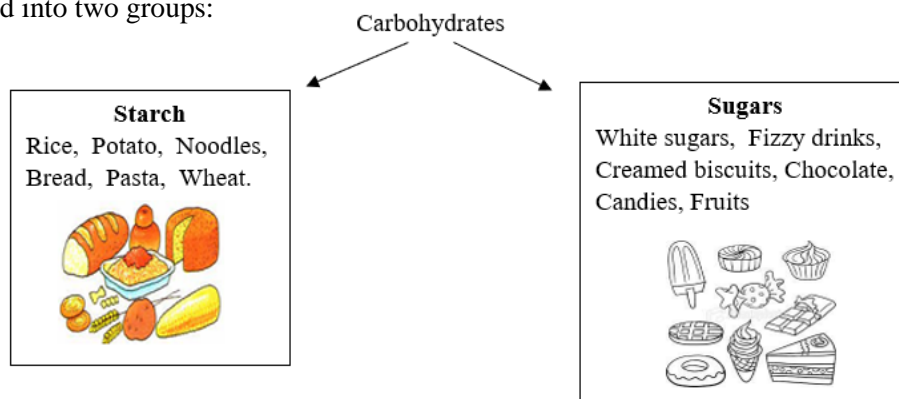 d into two groups:
Carbohydrates
Starch
Rice, Potato, Noodles,
Bread, Pasta, Wheat.
Sugars
White sugars, Fizzy drinks,
Creamed biscuits, Chocolate,
Candies, Fruits